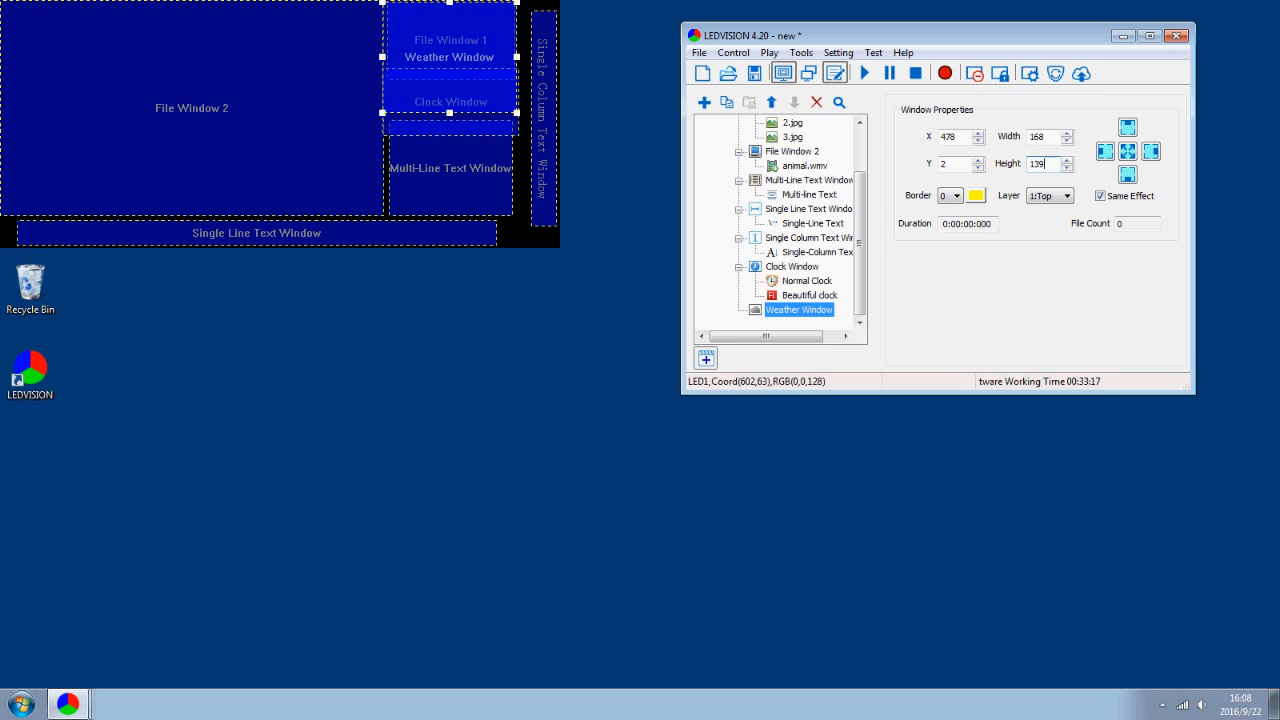 File Window 1
Weather Window
File Window 2
Clock Window
Multi-Line Text Window
Single Line Text Window
Single Column Text Window
Recycle Bin
LEDVISION
LEDVISION 4.20 - new *
File Control Play Tools Setting Test Help
2.jpg
3.jpg
File Window 2
animal.wmv
Multi-Line Text Window
Multi-line Text
Single Line Text Windo
Single-Line Text
Single Column Text Wir
Single-Column Tex
Clock Window
Normal Clock
Beautiful clock
Weather Window
Window Properties
X 478 Width 168
Y 2 Height 139
Border 0 Layer 1:Top Same Effect
Duration 0:00:00:000 File Count 0
LED1,Coord(602,63),RGB(0,0,128)
tware Working Time 00:33:17
16:08
2016/9/22